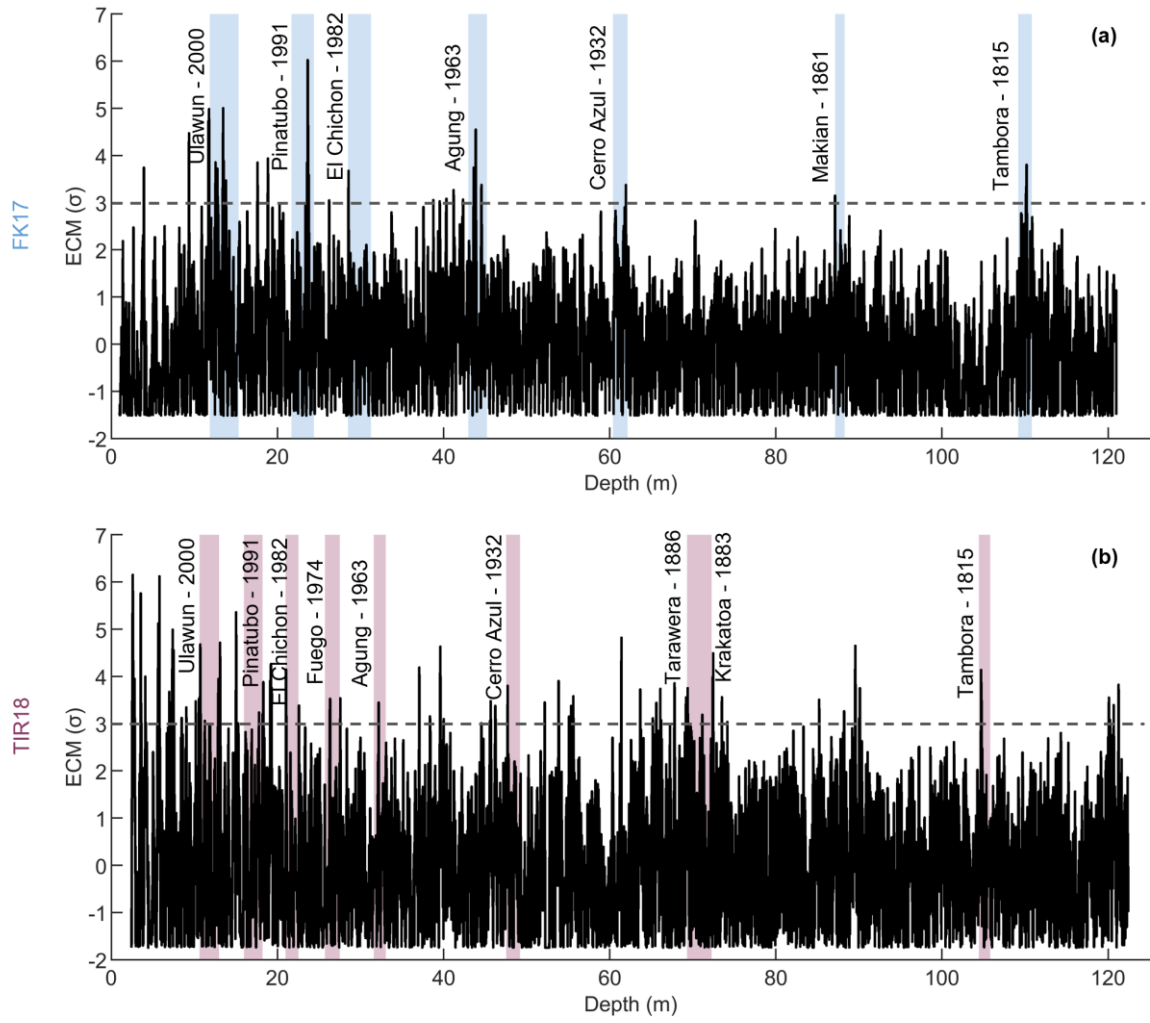 (a)
FK17
ECM (σ)
7
6
5
4
3
2
1
0
-1
-2
Ulawun - 2000
Pinatubo - 1991
El Chichon - 1982
Agung - 1963
Cerro Azul - 1932
Makian - 1861
Tambora - 1815
0 20 40 60 80 100 120
Depth (m)
(b)
TIR18
ECM (σ)
7
6
5
4
3
2
1
0
-1
-2
Ulawun - 2000
Pinatubo - 1991
El Chichon - 1982
Fuego - 1974
Agung - 1963
Cerro Azul - 1932
Tarawera - 1886
Krakatoa - 1883
Tambora - 1815
0 20 40 60 80 100 120
Depth (m)